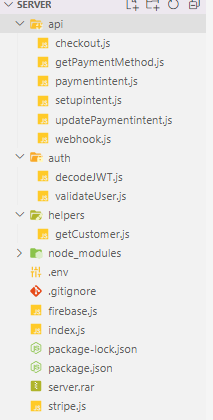 SERVER
api
checkout.js
getPaymentMethod.js
paymentintent.js
setupintent.js
updatePaymentintent.js
webhook.js
auth
decodeJWT.js
validateUser.js
helpers
getCustomer.js
node_modules
.env
.gitignore
firebase.js
index.js
package-lock.json
package.json
server.rar
stripe.js